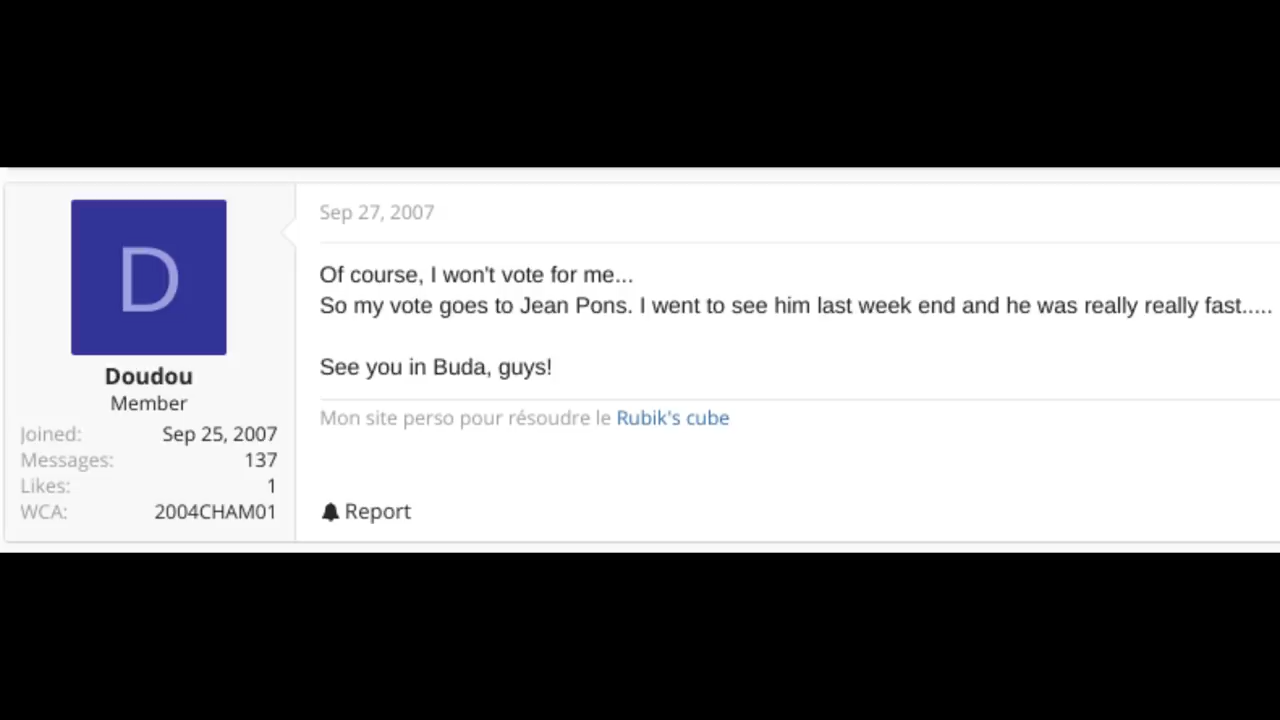 D
Doudou
Member
Joined: Sep 25, 2007
Messages: 137
Likes: 1
WCA: 2004CHAM01
Sep 27, 2007
Of course, I won't vote for me...
So my vote goes to Jean Pons. I went to see him last week end and he was really really fast.....
See you in Buda, guys!
Mon site perso pour résoudre le Rubik's cube
Report